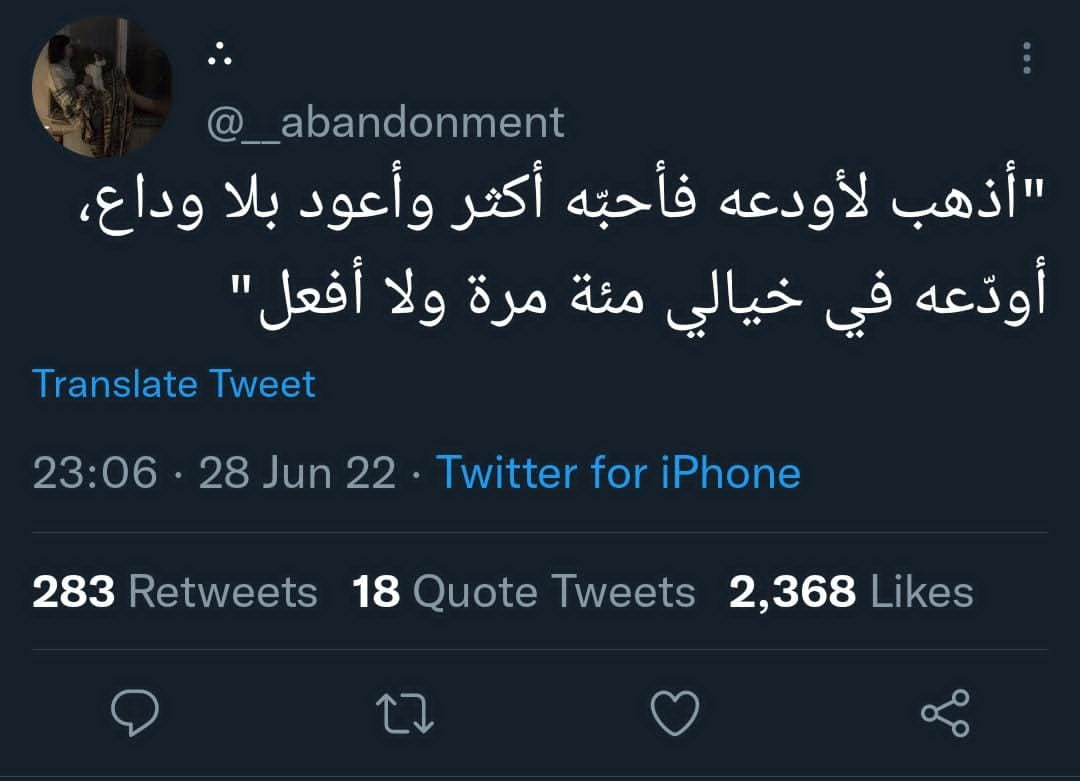 ∴
@__abandonment
"أذهب لأودعه فأحبّه أكثر وأعود بلا وداع،
أودّعه في خيالي مئة مرة ولا أفعل"
Translate Tweet
23:06 · 28 Jun 22 · Twitter for iPhone
283 Retweets 18 Quote Tweets 2,368 Likes